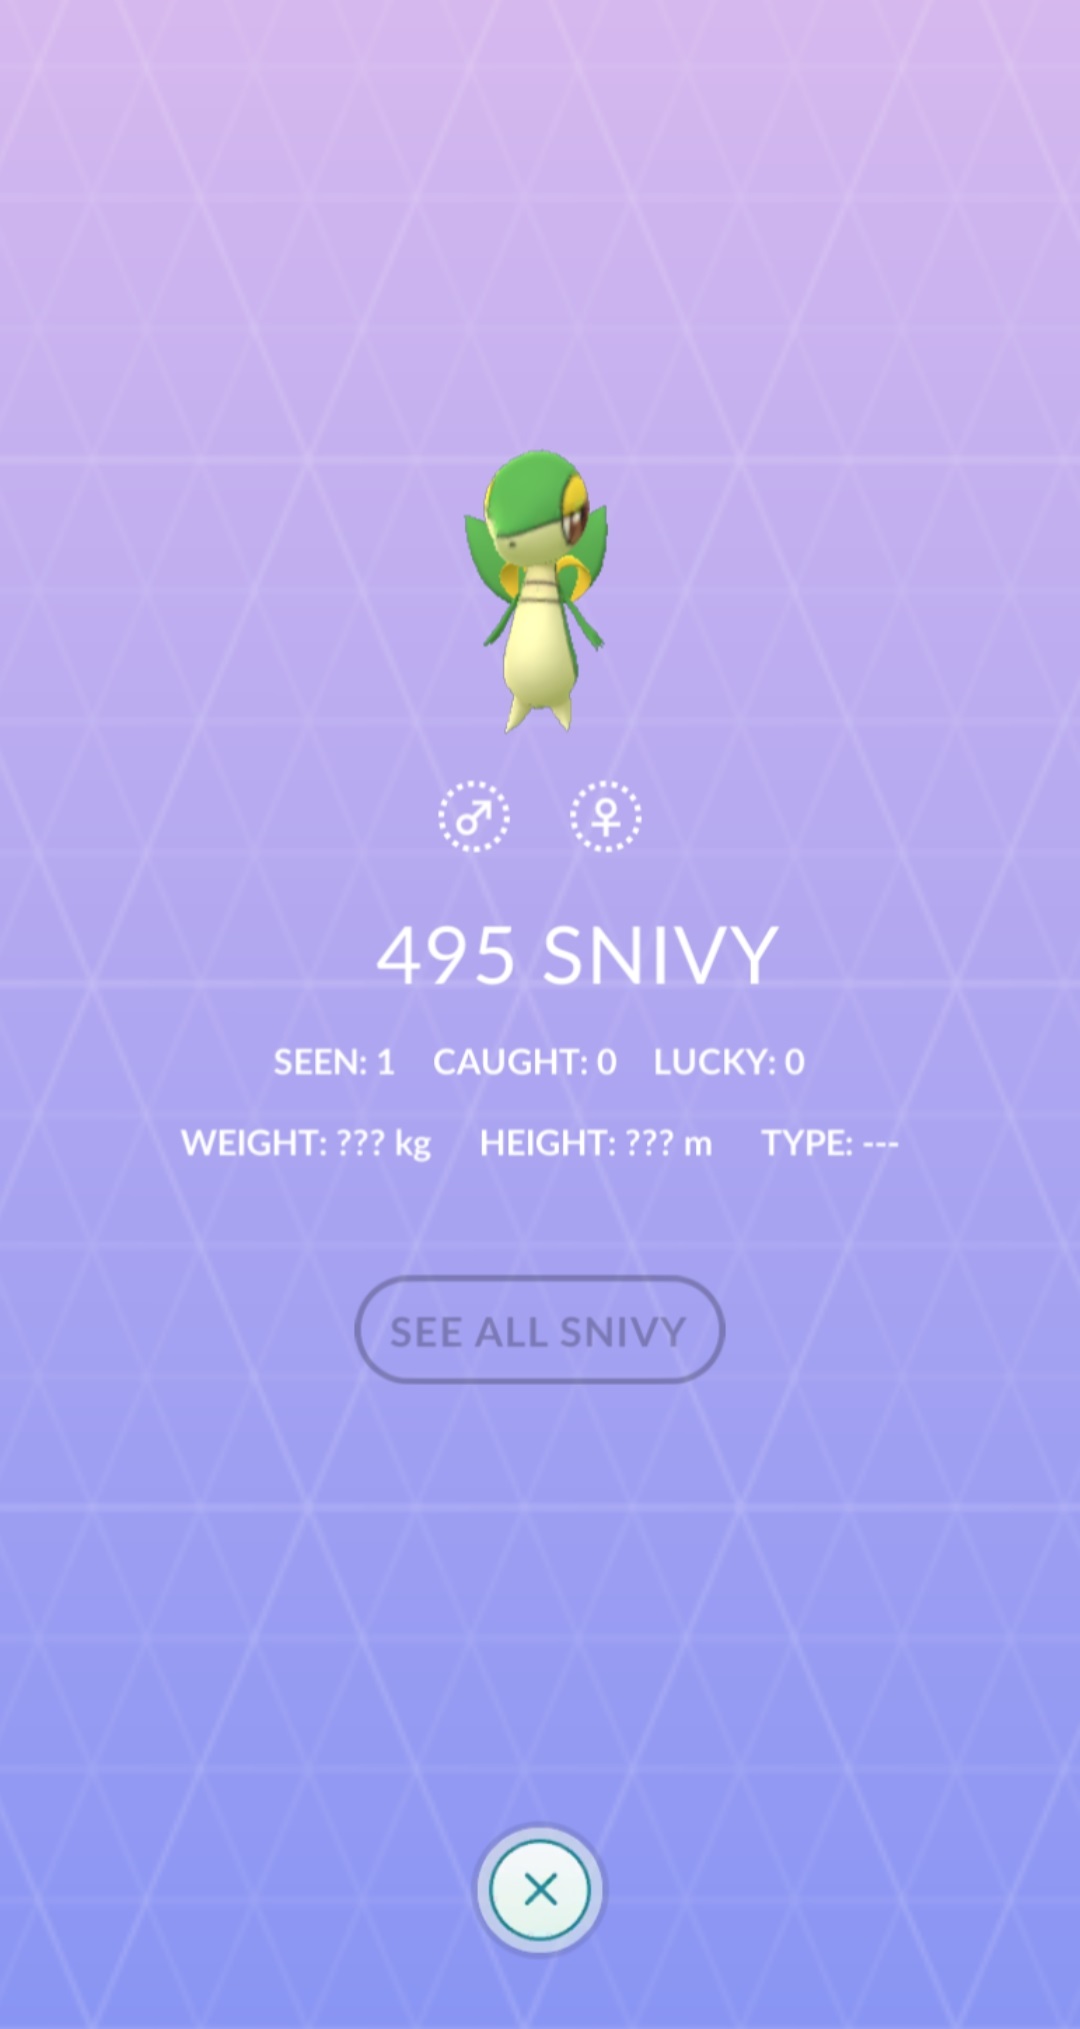 495 SNIVY
SEEN: 1 CAUGHT: 0 LUCKY: 0
WEIGHT: ??? kg HEIGHT: ??? m TYPE: ---
SEE ALL SNIVY